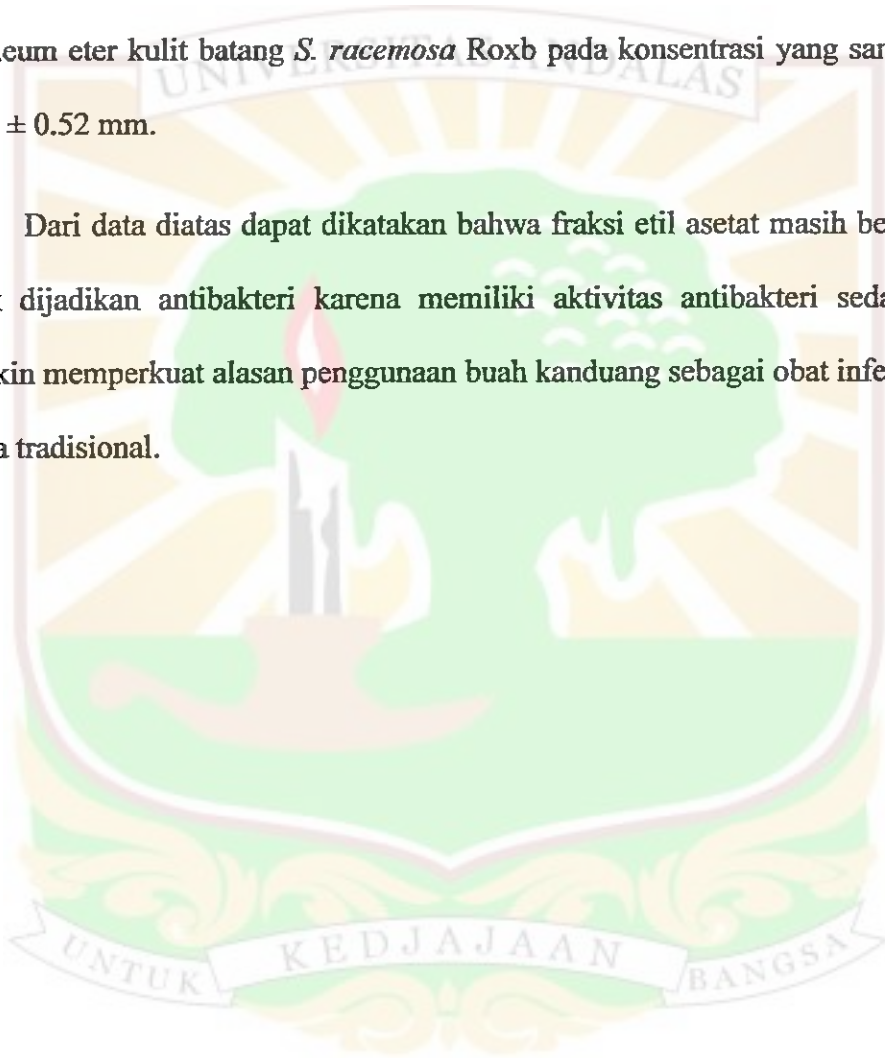 leum eter kulit batang S. racemosa Roxb pada konsentrasi yang sam
± 0.52 mm.
Dari data diatas dapat dikatakan bahwa fraksi etil asetat masih be
dijadikan antibakteri karena memiliki aktivitas antibakteri seda
kin memperkuat alasan penggunaan buah kanduang sebagai obat infe
a tradisional.
UNIVERSITAS ANDALAS
UNTUK KEDJAJAAN BANGSA